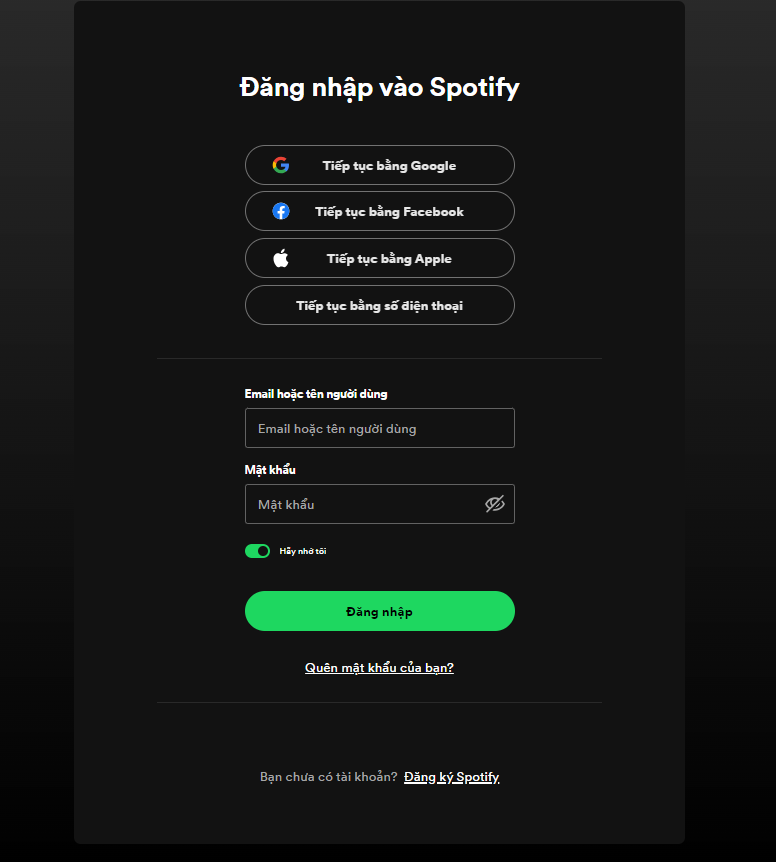 Đăng nhập vào Spotify
Tiếp tục bằng Google
Tiếp tục bằng Facebook
Tiếp tục bằng Apple
Tiếp tục bằng số điện thoại
Email hoặc tên người dùng
Email hoặc tên người dùng
Mật khẩu
Mật khẩu
Hãy nhớ tôi
Đăng nhập
Quên mật khẩu của bạn?
Bạn chưa có tài khoản? Đăng ký Spotify